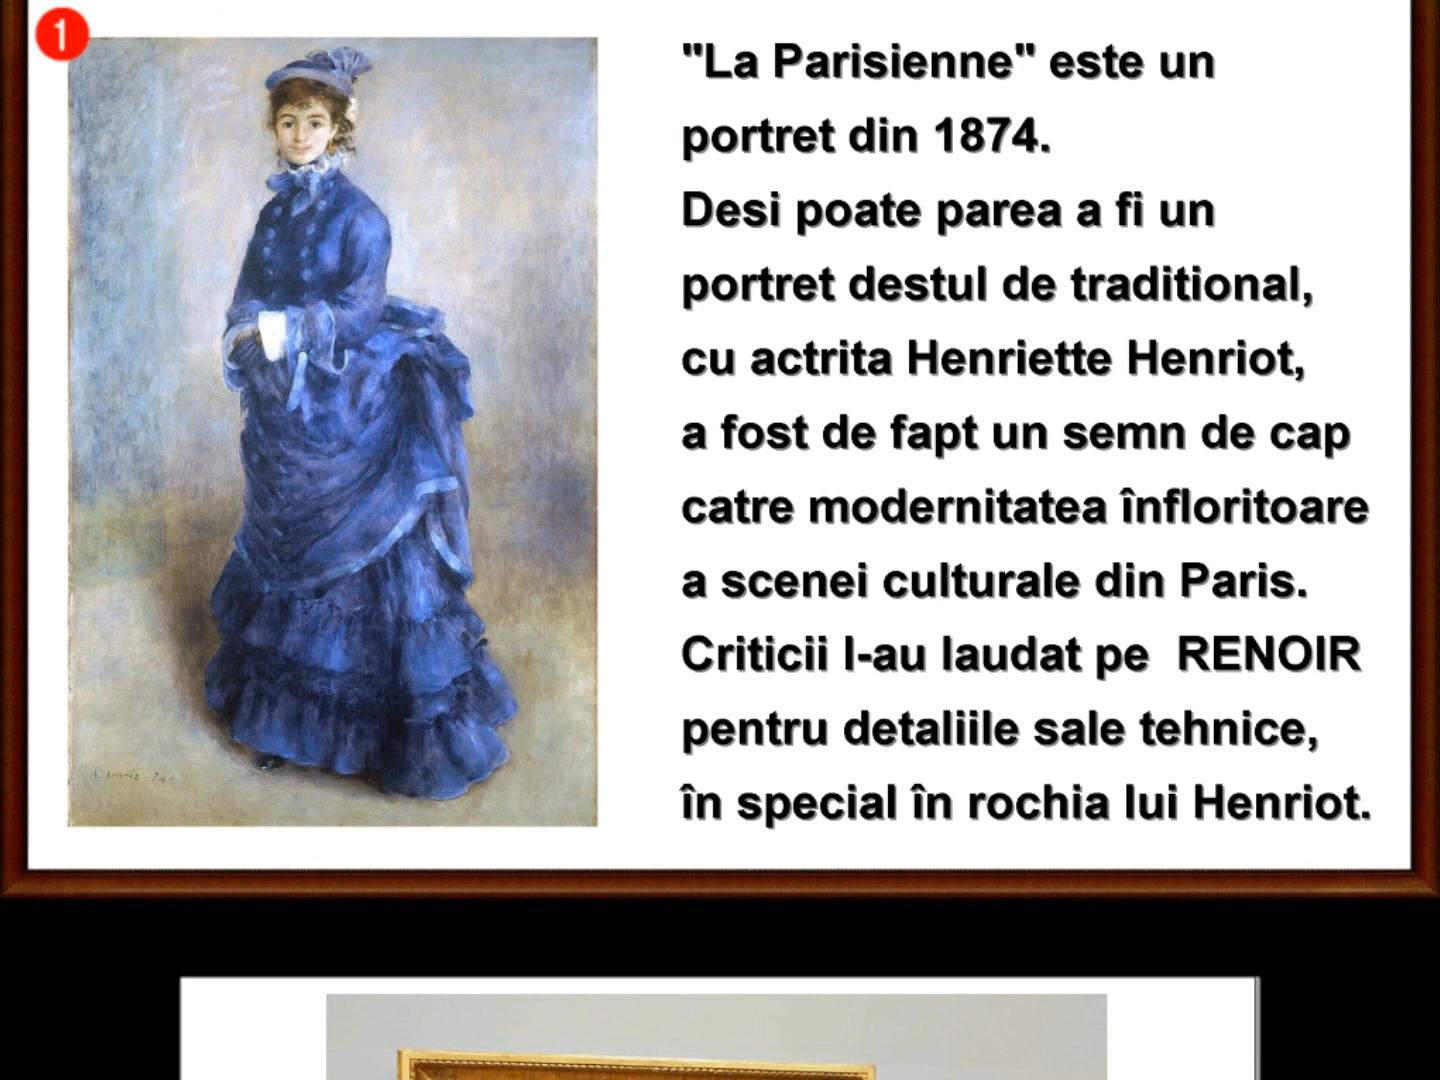 1
"La Parisienne" este un
portret din 1874.
Desi poate parea a fi un
portret destul de traditional,
cu actrita Henriette Henriot,
a fost de fapt un semn de cap
catre modernitatea înfloritoare
a scenei culturale din Paris.
Criticii l-au laudat pe  RENOIR
pentru detaliile sale tehnice,
în special în rochia lui Henriot.